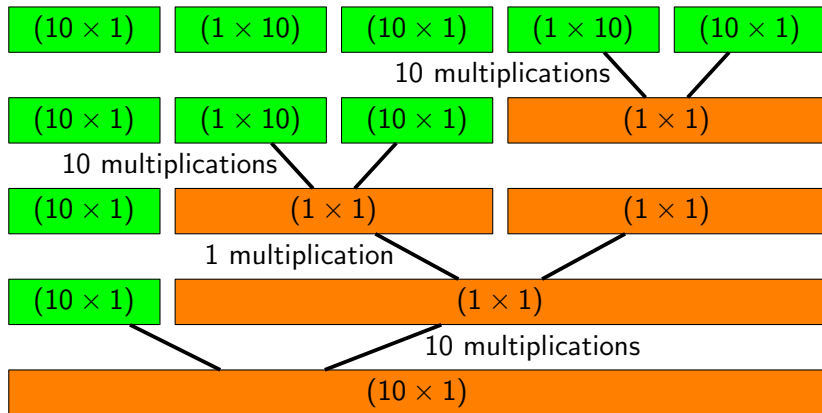 (10 × 1) (1 × 10) (10 × 1) (1 × 10) (10 × 1)
10 multiplications
(10 × 1) (1 × 10) (10 × 1) (1 × 1)
10 multiplications
(10 × 1) (1 × 1) (1 × 1)
1 multiplication
(10 × 1) (1 × 1)
10 multiplications
(10 × 1)